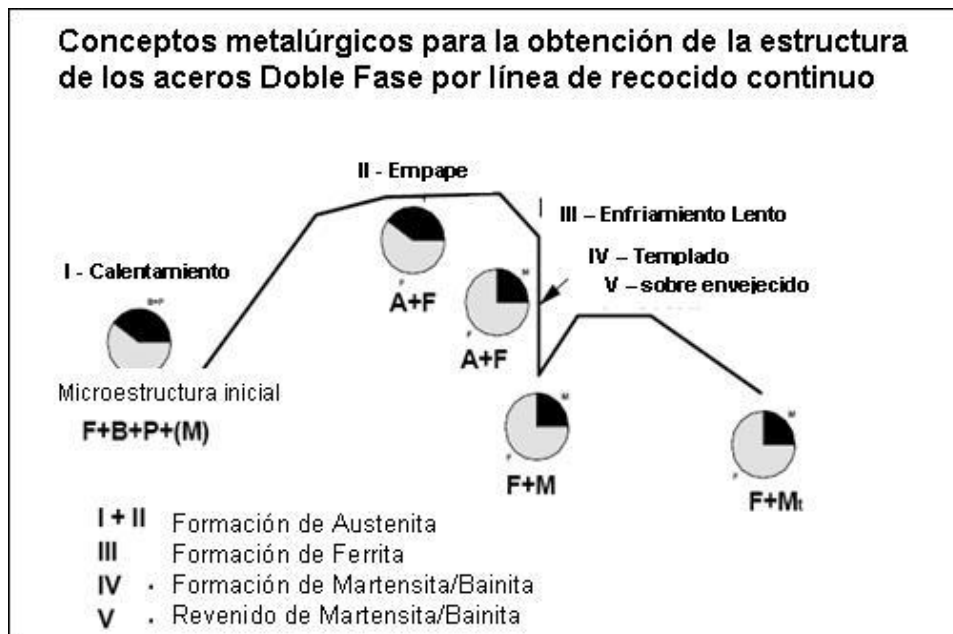 Conceptos metalúrgicos para la obtención de la estructura
de los aceros Doble Fase por línea de recocido continuo
II - Empape
III – Enfriamiento Lento
I - Calentamiento
IV – Templado
V – sobre envejecido
B+P
M
F
A+F
F
A+F
Microestructura inicial
F+B+P+(M)
M
F
F+M
M
F
F+Mt
I + II Formación de Austenita
III Formación de Ferrita
IV . Formación de Martensita/Bainita
V . Revenido de Martensita/Bainita